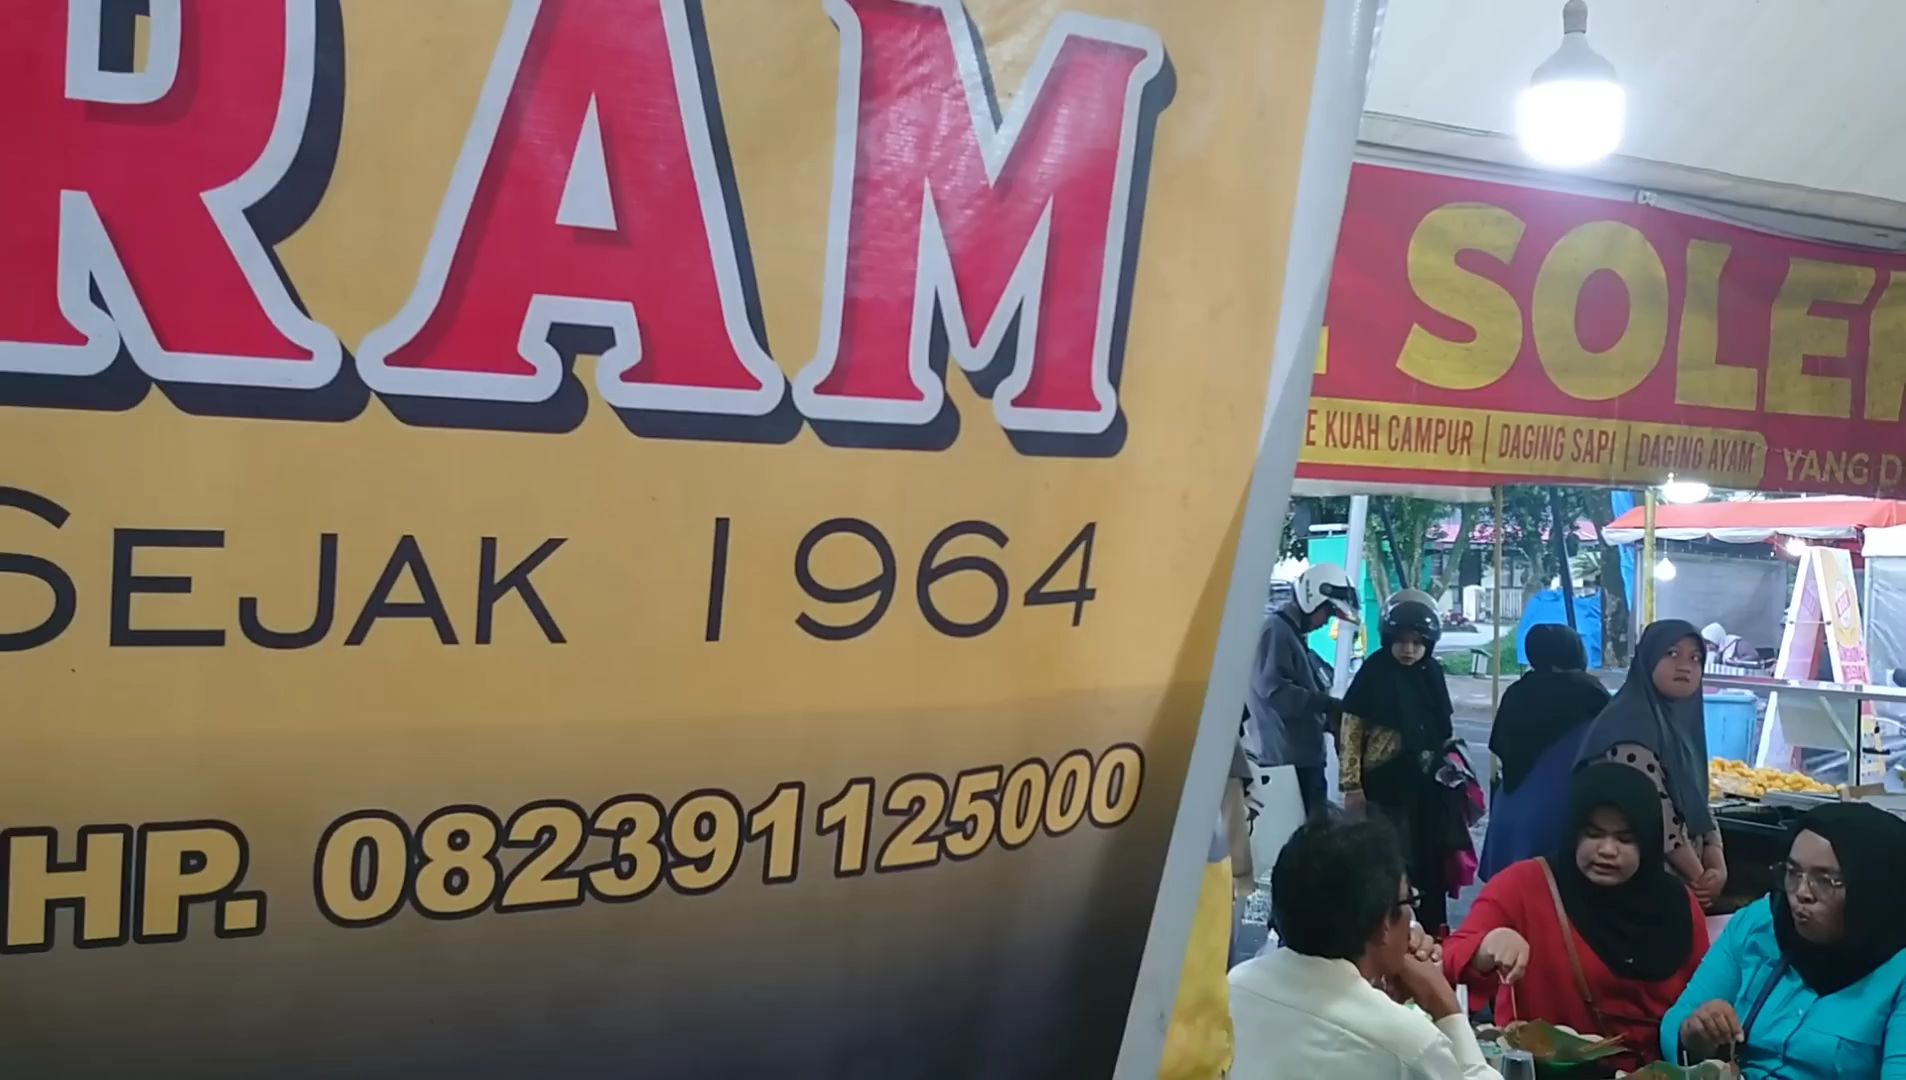 RAM
SEJAK 1964
HP. 082391125000
SOLE
E KUAH CAMPUR | DAGING SAPI | DAGING AYAM YANG D